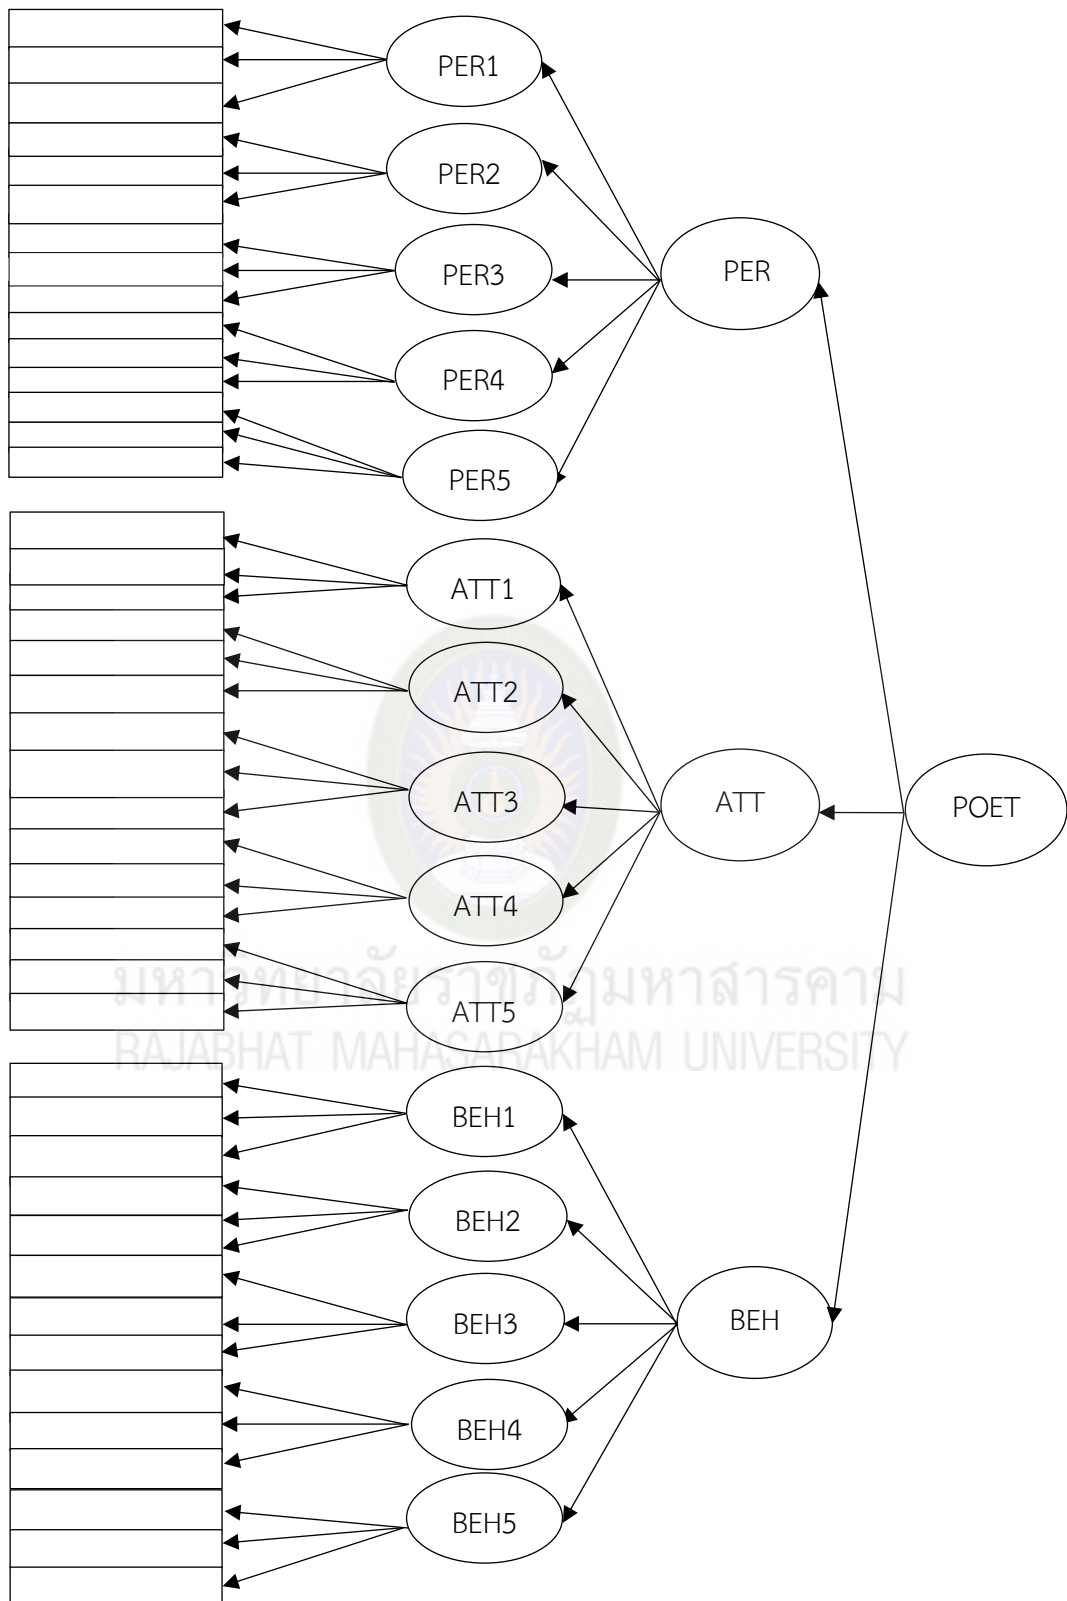 PER1
PER2
PER3
PER
PER4
PER5
ATT1
ATT2
ATT3
ATT
POET
ATT4
ATT5
มหาวิทยาลัยราชภัฏมหาสารคาม
RAJABHAT MAHASARAKHAM UNIVERSITY
BEH1
BEH2
BEH3
BEH
BEH4
BEH5